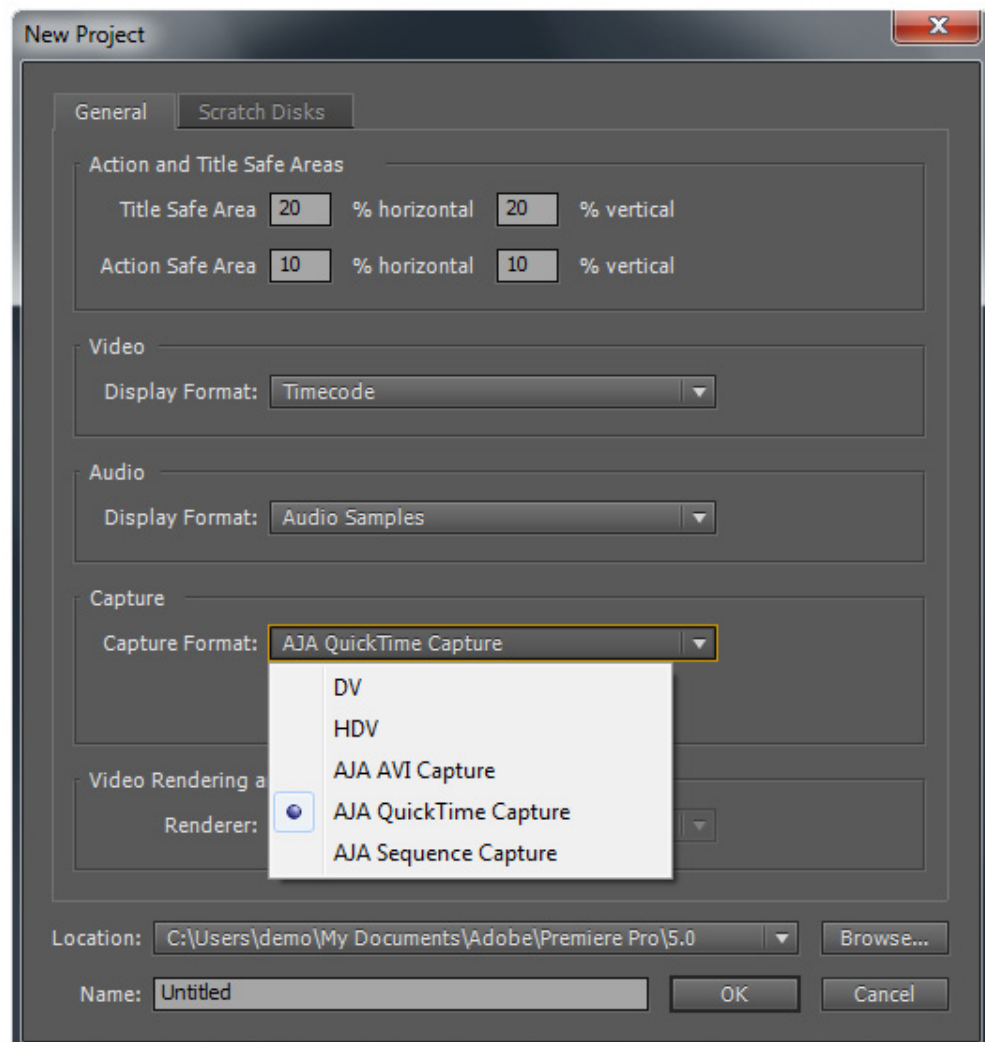 New Project
General Scratch Disks
Action and Title Safe Areas
Title Safe Area 20 % horizontal 20 % vertical
Action Safe Area 10 % horizontal 10 % vertical
Video
Display Format: Timecode
Audio
Display Format: Audio Samples
Capture
Capture Format: AJA QuickTime Capture
DV
HDV
AJA AVI Capture
Video Rendering a
AJA QuickTime Capture
Renderer:
AJA Sequence Capture
Location: C:\Users\demo\My Documents\Adobe\Premiere Pro\5.0 Browse...
Name: Untitled OK Cancel